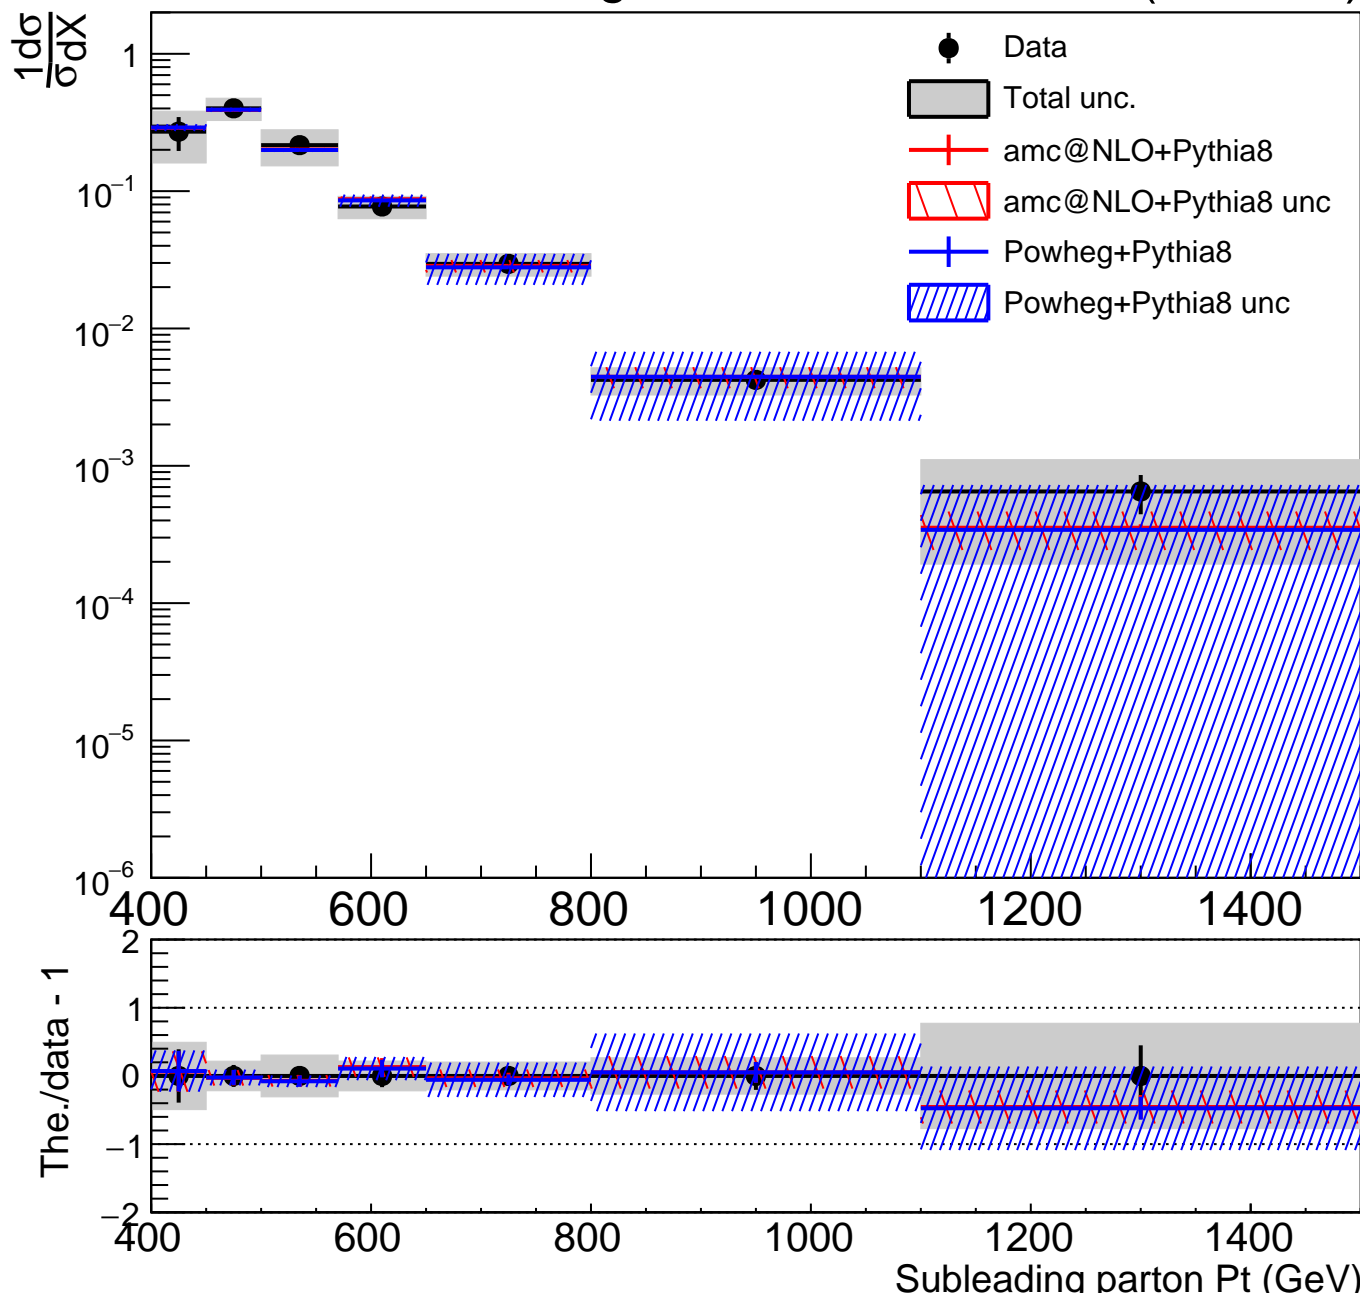 1dσ
σdX
Data
Total unc.
amc@NLO+Pythia8
amc@NLO+Pythia8 unc
Powheg+Pythia8
Powheg+Pythia8 unc
1
10⁻¹
10⁻²
10⁻³
10⁻⁴
10⁻⁵
10⁻⁶
400 600 800 1000 1200 1400
The./data - 1
2
1
0
−1
−2
400 600 800 1000 1200 1400
Subleading parton Pt (GeV)